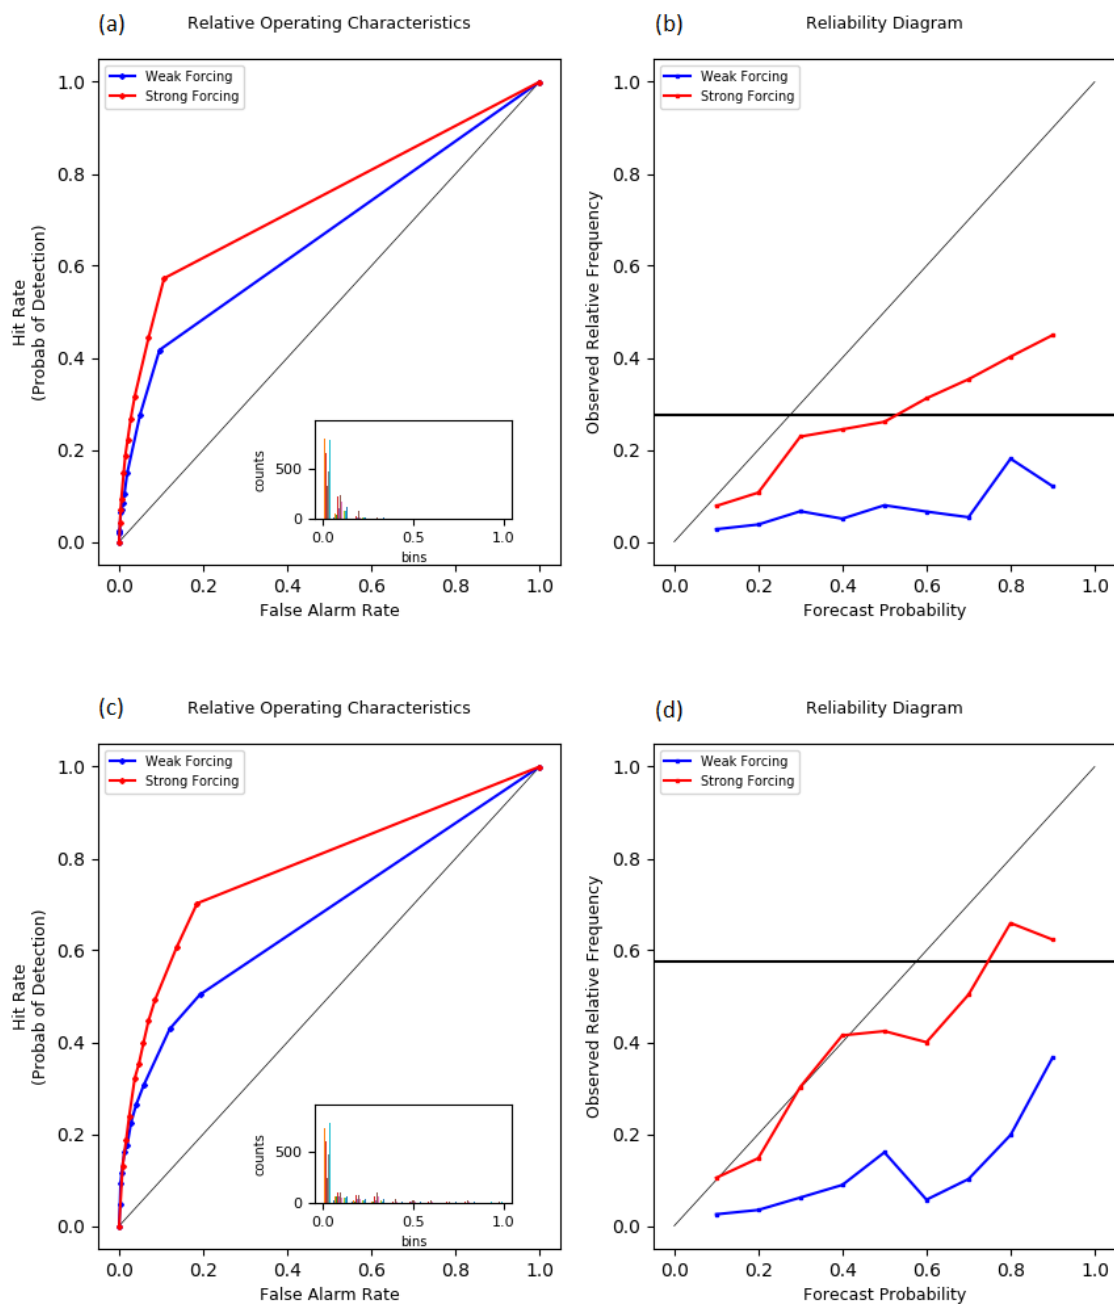 (a) Relative Operating Characteristics
Weak Forcing
Strong Forcing
1.0
0.8
0.6
0.4
0.2
0.0
Hit Rate
(Probab of Detection)
counts
500
0
0.0 0.5 1.0
bins
0.0 0.2 0.4 0.6 0.8 1.0
False Alarm Rate
(b) Reliability Diagram
Weak Forcing
Strong Forcing
1.0
0.8
0.6
0.4
0.2
0.0
Observed Relative Frequency
0.0 0.2 0.4 0.6 0.8 1.0
Forecast Probability
(c) Relative Operating Characteristics
Weak Forcing
Strong Forcing
1.0
0.8
0.6
0.4
0.2
0.0
Hit Rate
(Probab of Detection)
counts
500
0
0.0 0.5 1.0
bins
0.0 0.2 0.4 0.6 0.8 1.0
False Alarm Rate
(d) Reliability Diagram
Weak Forcing
Strong Forcing
1.0
0.8
0.6
0.4
0.2
0.0
Observed Relative Frequency
0.0 0.2 0.4 0.6 0.8 1.0
Forecast Probability